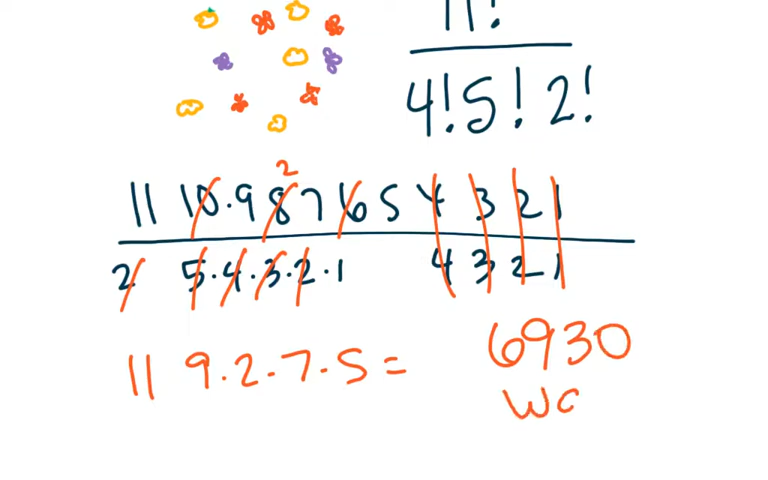 11!
4!5!2!
2
11 10·9 8 7 6 5 4 3 2 1
2 5·4·3·2·1 4 3 2 1
11 9·2·7·5= 6930